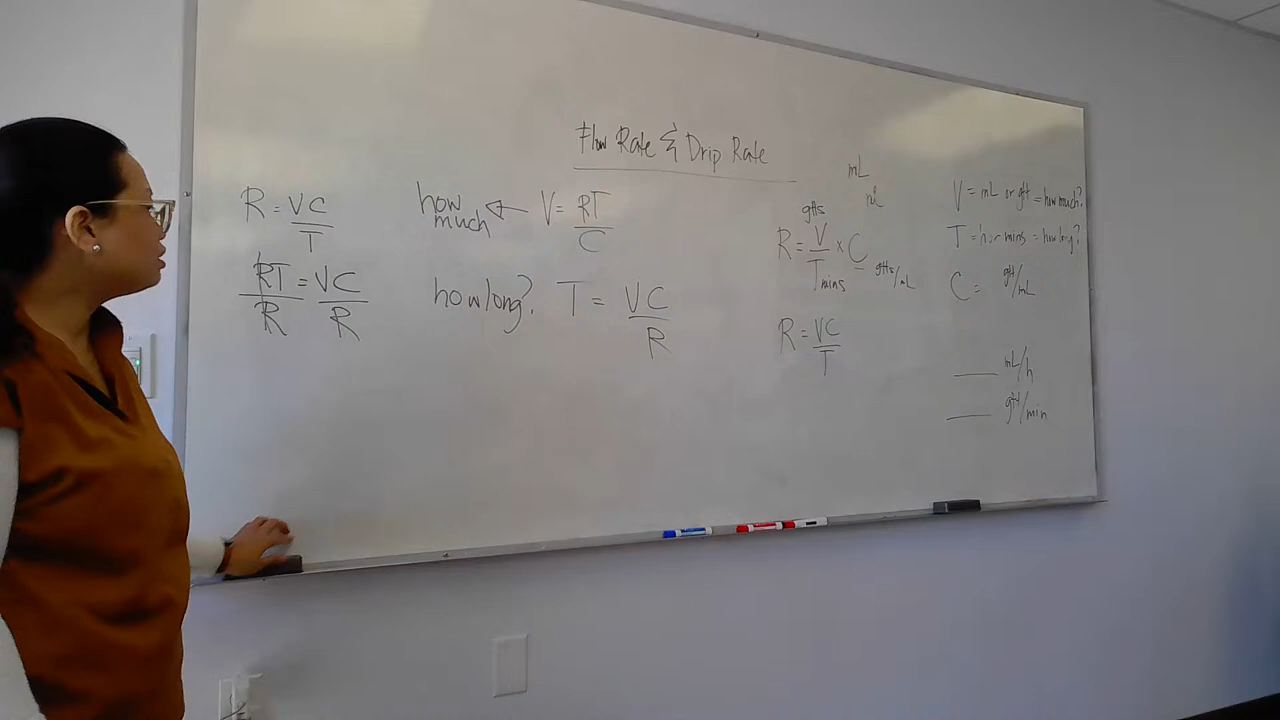 Flow Rate & Drip Rate
R = VC/T
RT/R = VC/R
how much ← V = RT/C
how long? T = VC/R
mL
gtts
R = V/T mins × C gtts/mL
R = VC/T
V = mL or gtt = how much?
T = hr or mins = how long?
C = gtt/mL
___ mL/h
___ gtt/min